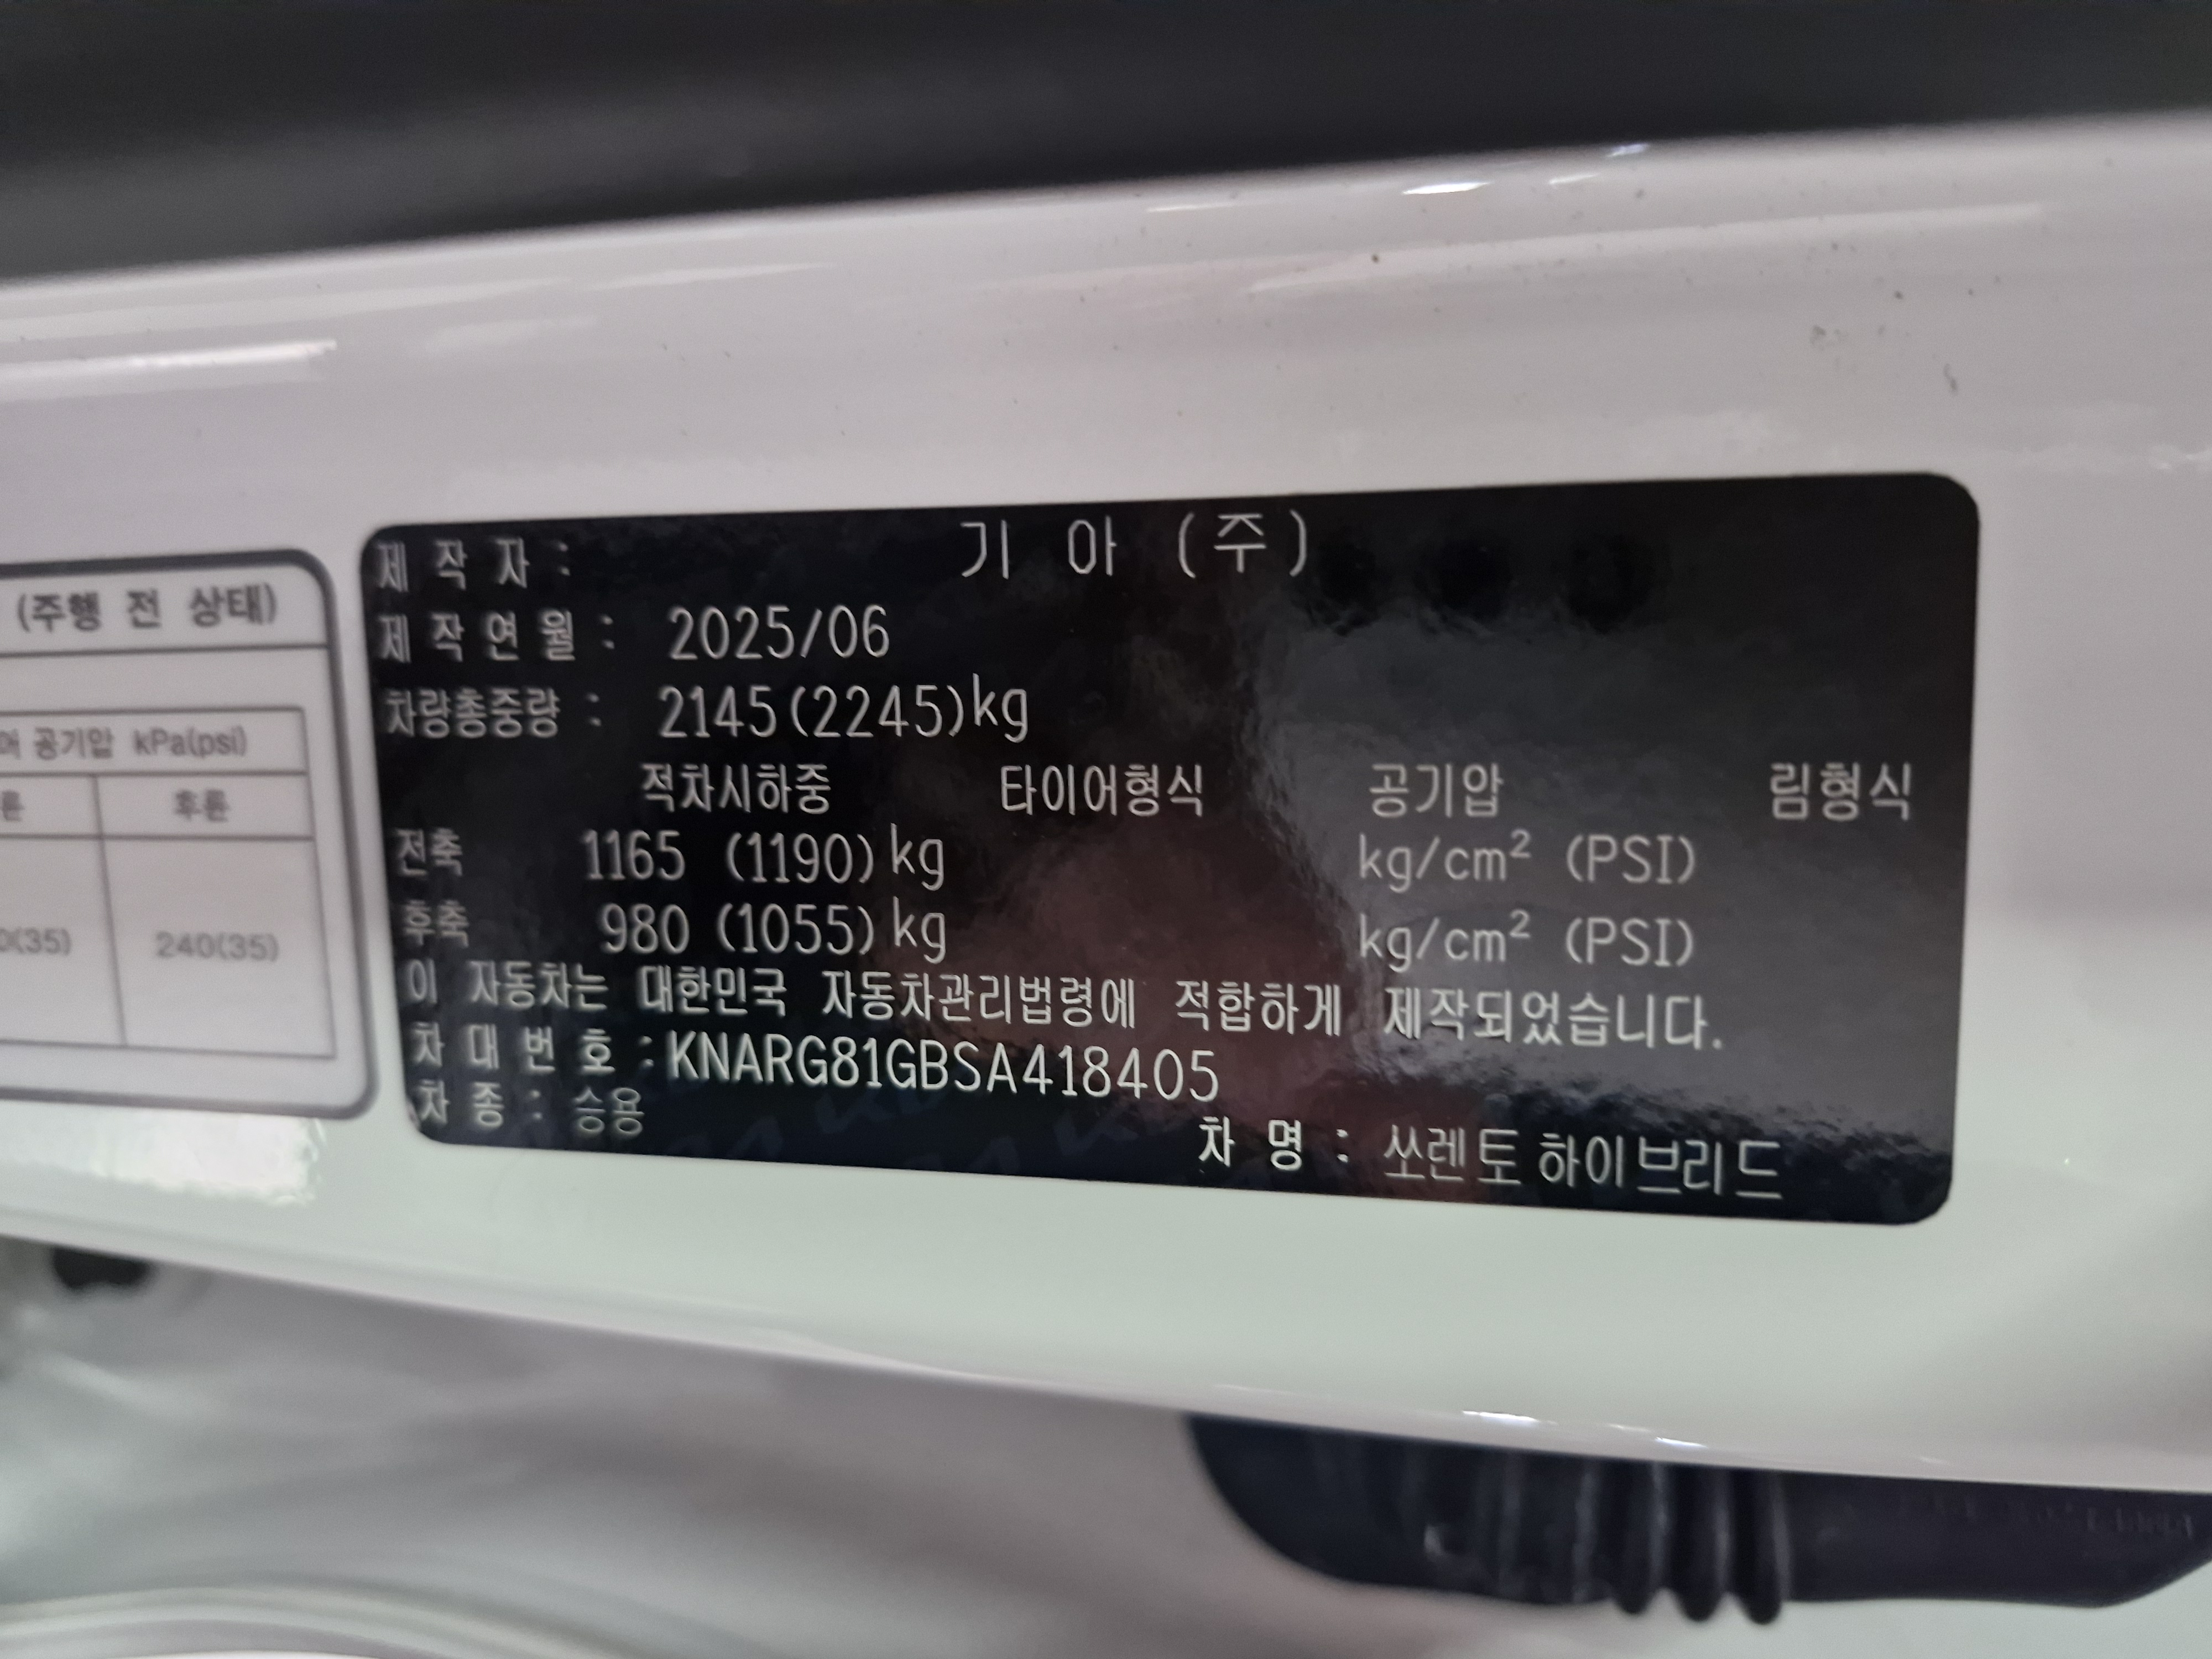 (주행 전 상태)
공기압 kPa(psi)
후륜
0(35) 240(35)
제 작 자 : 기 아 (주)
제 작 연 월 : 2025/06
차량총중량 : 2145(2245)kg
적차시하중 타이어형식 공기압 림형식
전축 1165 (1190) kg kg/cm² (PSI)
후축 980 (1055) kg kg/cm² (PSI)
이 자동차는 대한민국 자동차관리법령에 적합하게 제작되었습니다.
차 대 번 호 : KNARG81GBSA418405
차 종 : 승용
차 명 : 쏘렌토 하이브리드